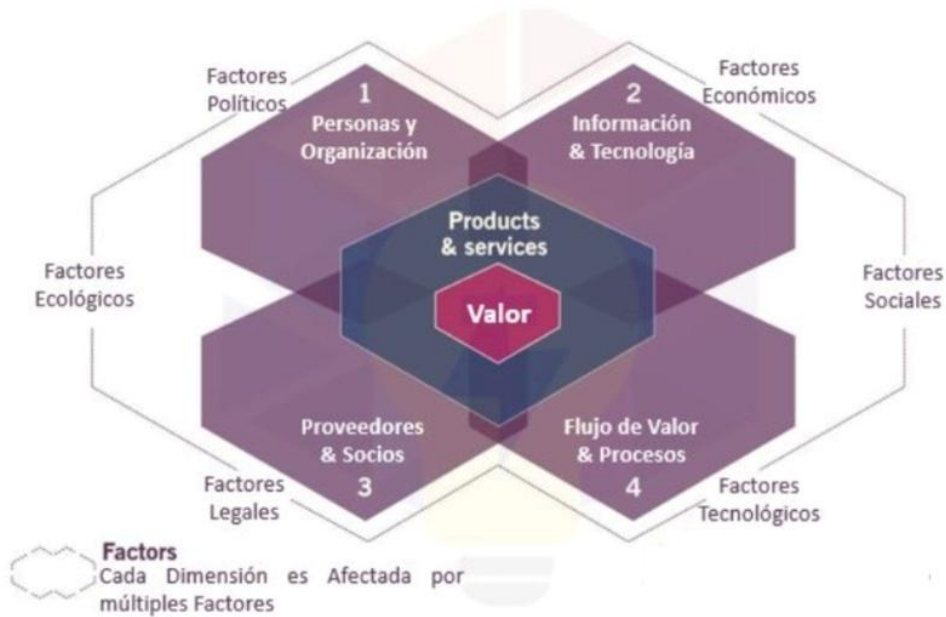 Factores
Políticos
1
Personas y
Organización
2
Información
& Tecnología
Factores
Económicos
Products
& services
Factores
Ecológicos
Valor
Factores
Sociales
Proveedores
& Socios
3
Flujo de Valor
& Procesos
4
Factores
Legales
Factores
Tecnológicos
Factors
Cada Dimensión es Afectada por
múltiples Factores